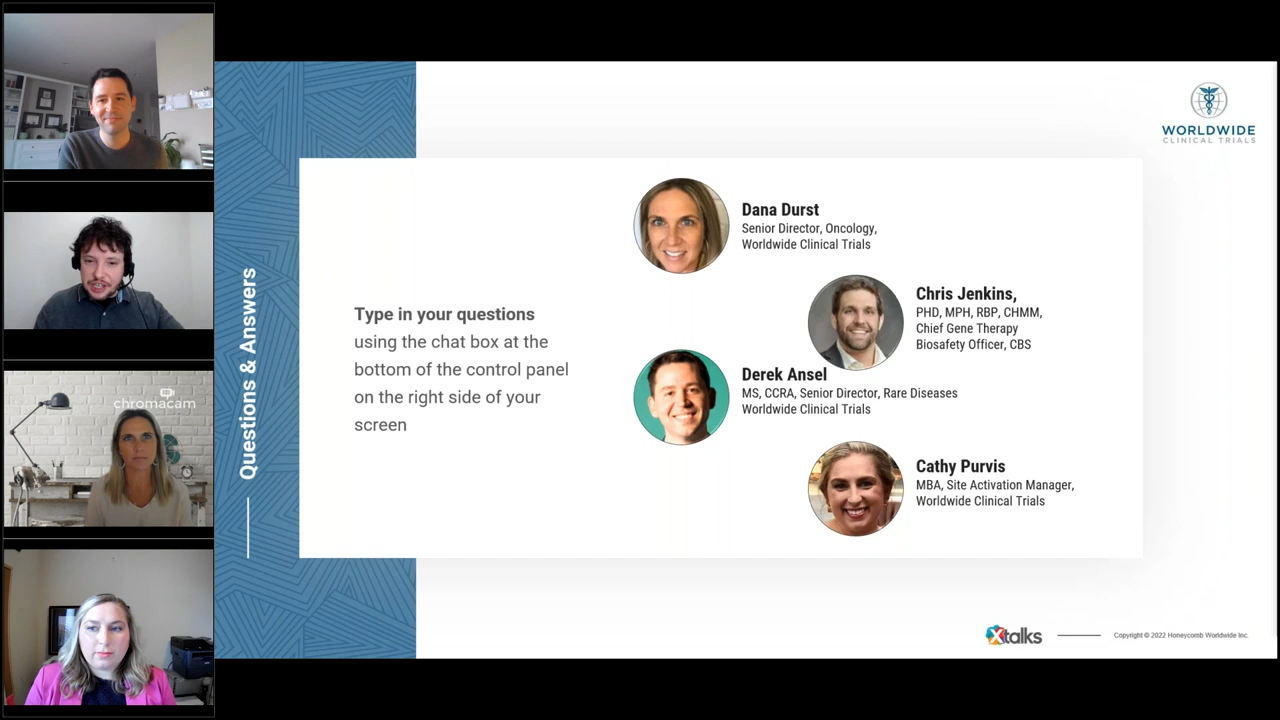 chromacam
Questions & Answers
Type in your questions
using the chat box at the
bottom of the control panel
on the right side of your
screen
Dana Durst
Senior Director, Oncology,
Worldwide Clinical Trials
Chris Jenkins,
PHD, MPH, RBP, CHMM,
Chief Gene Therapy
Biosafety Officer, CBS
Derek Ansel
MS, CCRA, Senior Director, Rare Diseases
Worldwide Clinical Trials
Cathy Purvis
MBA, Site Activation Manager,
Worldwide Clinical Trials
WORLDWIDE
CLINICAL TRIALS
Xtalks
Copyright © 2022 Honeycomb Worldwide Inc.